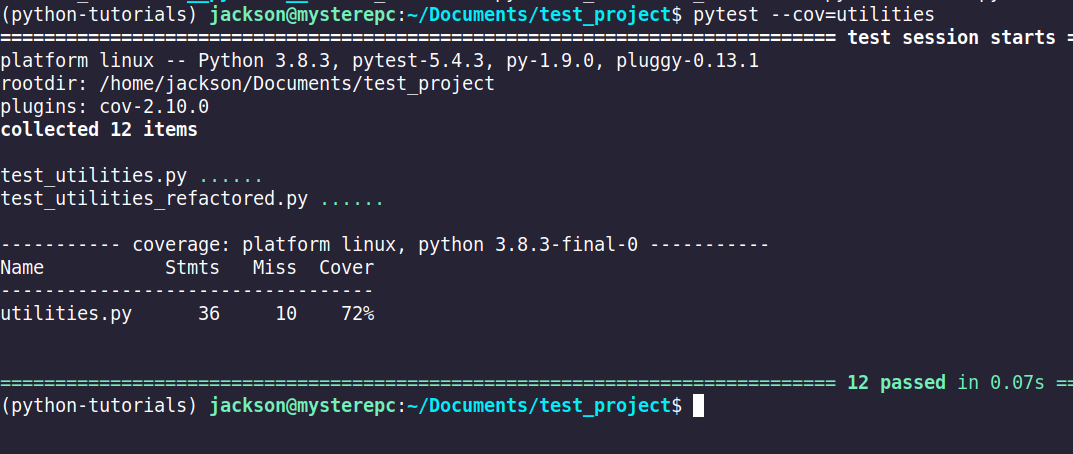 (python-tutorials) jackson@mysterepc:~/Documents/test_project$ pytest --cov=utilities
============================================================================ test session starts =
platform linux -- Python 3.8.3, pytest-5.4.3, py-1.9.0, pluggy-0.13.1
rootdir: /home/jackson/Documents/test_project
plugins: cov-2.10.0
collected 12 items
test_utilities.py ......
test_utilities_refactored.py ......
----------- coverage: platform linux, python 3.8.3-final-0 -----------
Name           Stmts   Miss  Cover
----------------------------------
utilities.py      36     10    72%
============================================================================ 12 passed in 0.07s ==
(python-tutorials) jackson@mysterepc:~/Documents/test_project$